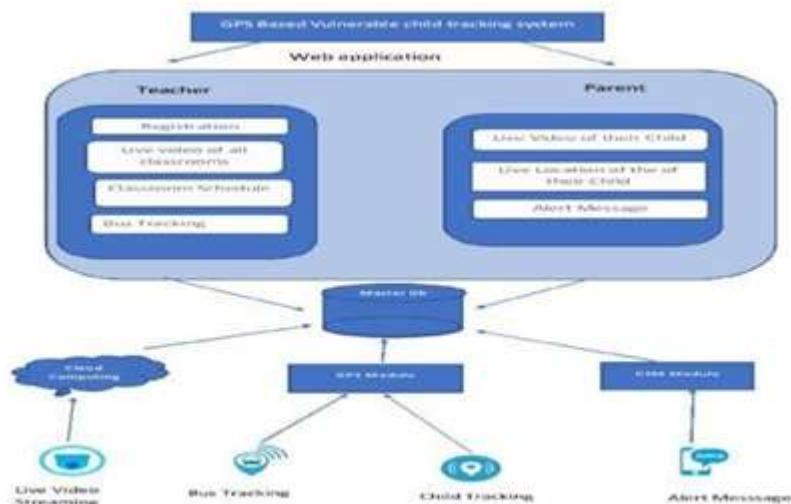 GPS Based Vulnerable child tracking system
Web application
Teacher
Parent
Registration
Live video of all
classrooms
Classroom Schedule
Bus Tracking
Live Video of their Child
Live Location of the of
their Child
Alert Message
Master Db
Cloud
Computing
GPS Module
GSM Module
Live Video
Streaming
Bus Tracking
Child Tracking
Alert Messsage